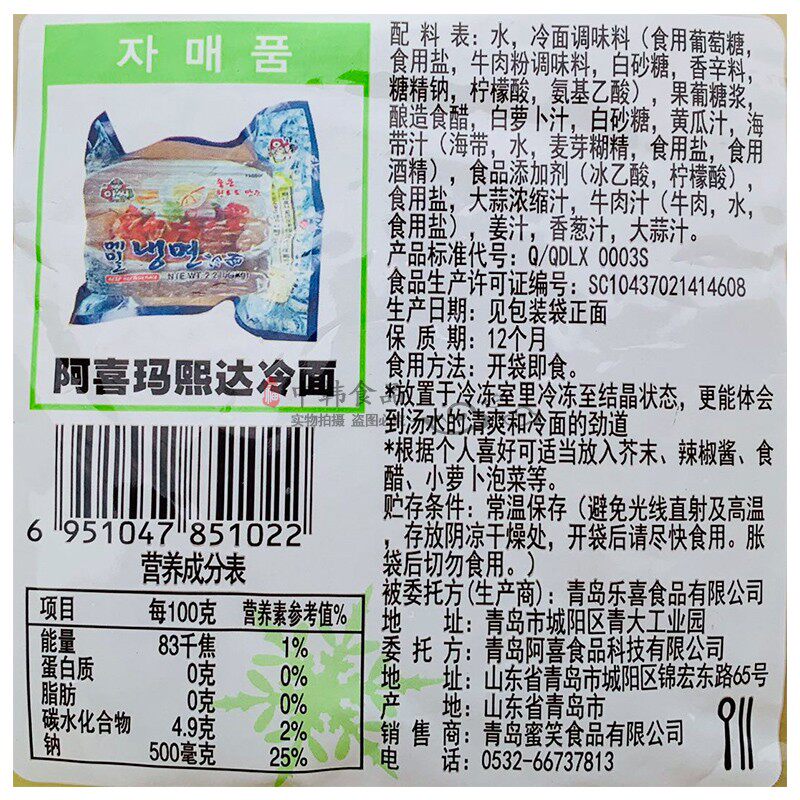 자매품
메밀 냉면 冷面
阿喜玛熙达冷面
中韩食品
实物拍摄 盗图必
6 951047 851022
营养成分表
项目 每100克 营养素参考值%
能量 83千焦 1%
蛋白质 0克 0%
脂肪 0克 0%
碳水化合物 4.9克 2%
钠 500毫克 25%
配 料 表：水，冷面调味料（食用葡萄糖，
食用盐，牛肉粉调味料，白砂糖，香辛料，
糖精钠，柠檬酸，氨基乙酸），果葡糖浆，
酿造食醋，白萝卜汁，白砂糖，黄瓜汁，海
带汁（海带，水，麦芽糊精，食用盐，食用
酒精），食品添加剂（冰乙酸，柠檬酸），
食用盐，大蒜浓缩汁，牛肉汁（牛肉，水，
食用盐），姜汁，香葱汁，大蒜汁。
产品标准代号：Q/QDLX 0003S
食品生产许可证编号：SC10437021414608
生产日期：见包装袋正面
保 质 期：12个月
食用方法：开袋即食。
*放置于冷冻室里冷冻至结晶状态，更能体会
到汤水的清爽和冷面的劲道
*根据个人喜好可适当放入芥末、辣椒酱、食
醋、小萝卜泡菜等。
贮存条件：常温保存（避免光线直射及高温
，存放阴凉干燥处，开袋后请尽快食用。胀
袋后切勿食用。）
被委托方(生产商)：青岛乐喜食品有限公司
地 址：青岛市城阳区青大工业园
委 托 方：青岛阿喜食品科技有限公司
地 址：山东省青岛市城阳区锦宏东路65号
产 地：山东省青岛市
销 售 商：青岛蜜笑食品有限公司
电 话：0532-66737813